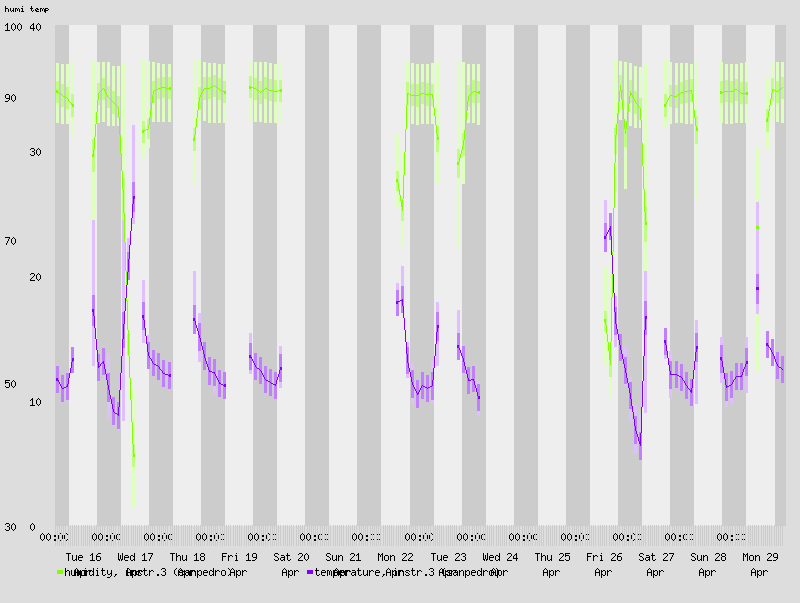 humi temp
100 40
90
30
70
20
50
10
30 0
00:00 00:00 00:00 00:00 00:00 00:00 00:00 00:00 00:00 00:00 00:00 00:00 00:00 00:00
Tue 16 Wed 17 Thu 18 Fri 19 Sat 20 Sun 21 Mon 22 Tue 23 Wed 24 Thu 25 Fri 26 Sat 27 Sun 28 Mon 29
Apr Apr Apr Apr Apr Apr Apr Apr Apr Apr Apr Apr Apr Apr
humidity, instr.3 (sanpedro) temperature, instr.3 (sanpedro)